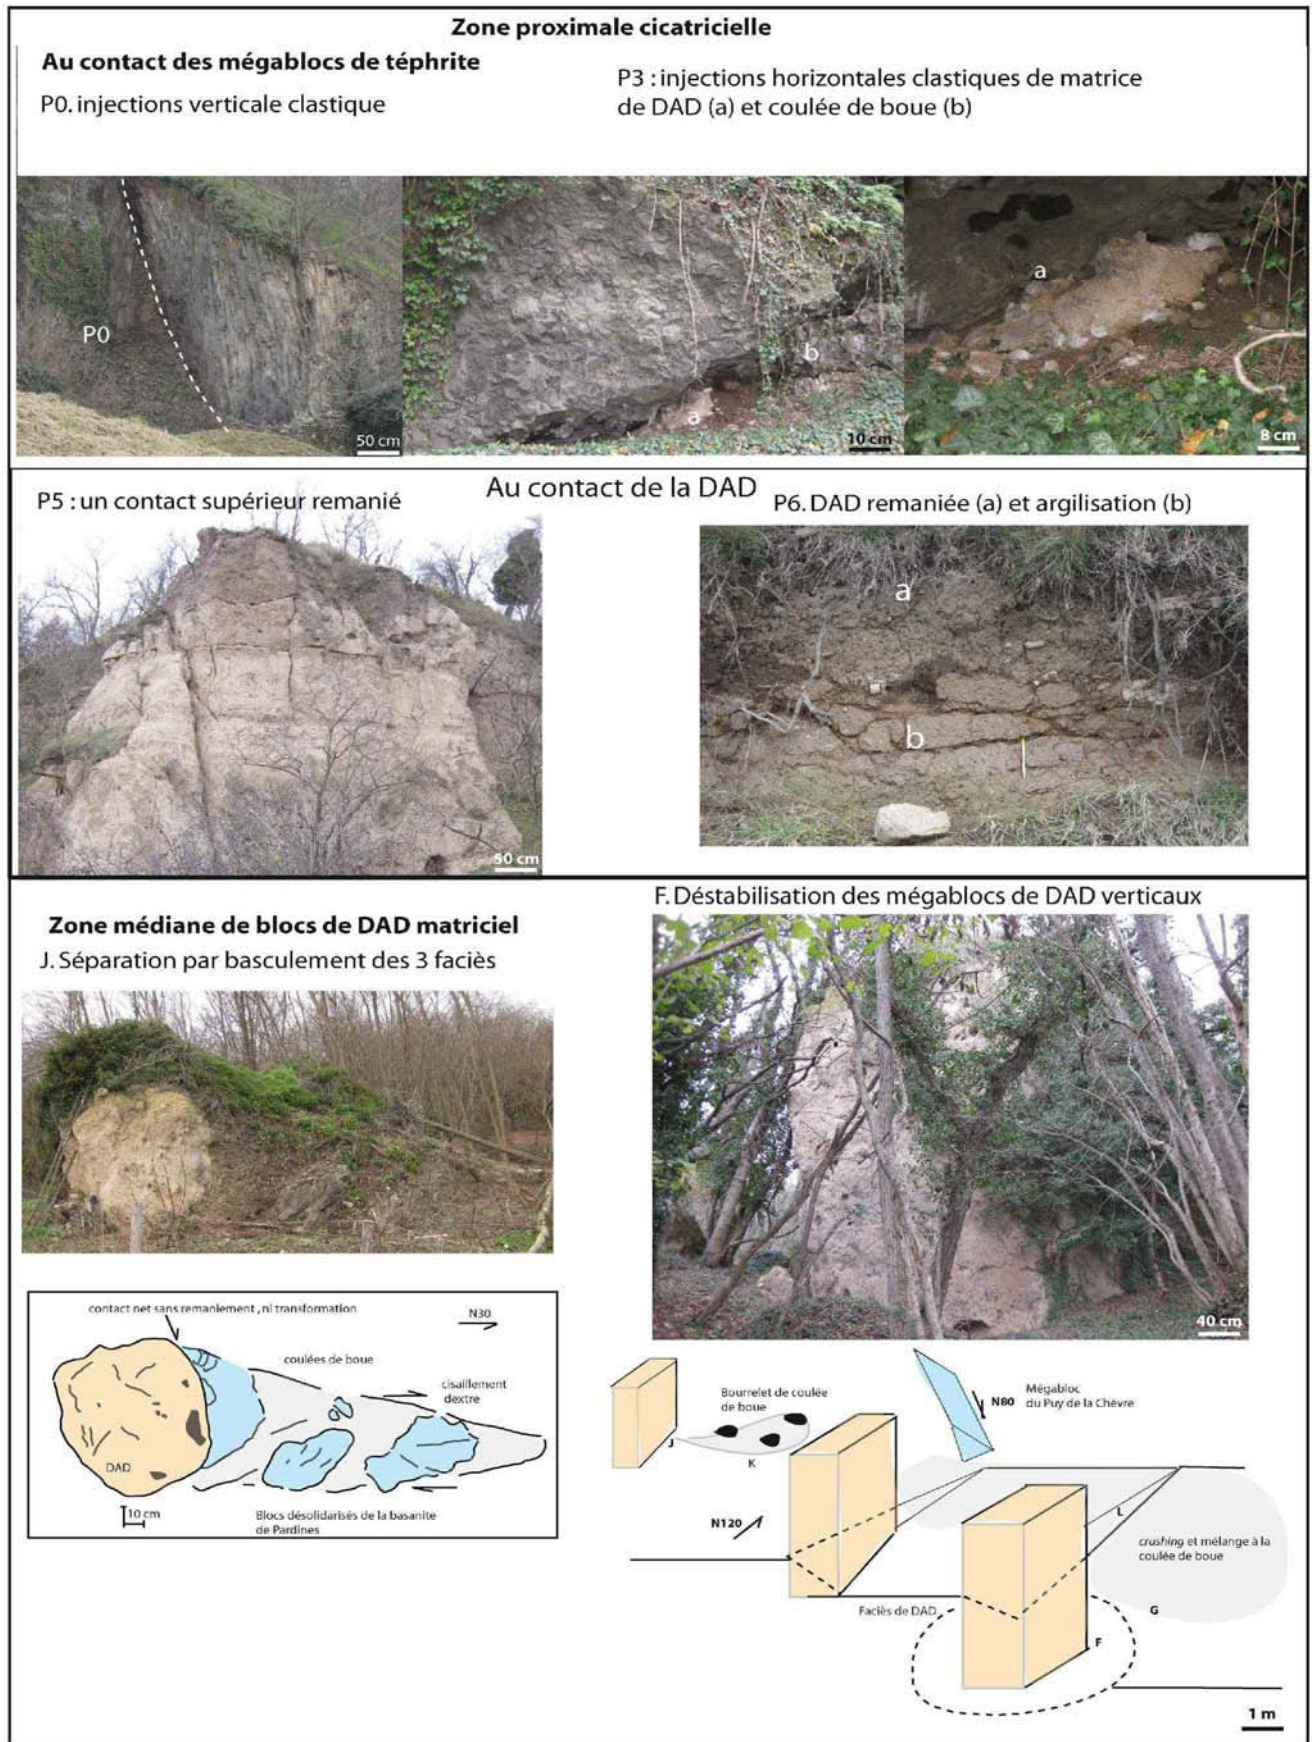 Zone proximale cicatricielle
Au contact des mégablocs de téphrite
P0. injections verticale clastique
P3 : injections horizontales clastiques de matrice
de DAD (a) et coulée de boue (b)
P0
50 cm
b
a
10 cm
a
8 cm
Au contact de la DAD
P5 : un contact supérieur remanié
P6. DAD remaniée (a) et argilisation (b)
50 cm
a
b
Zone médiane de blocs de DAD matriciel
J. Séparation par basculement des 3 faciès
F. Déstabilisation des mégablocs de DAD verticaux
40 cm
contact net sans remaniement , ni transformation
N30
coulées de boue
cisaillement
dextre
DAD
10 cm
Blocs désolidarisés de la basanite
de Pardines
Bourrelet de coulée
de boue
J
K
N80
Mégabloc
du Puy de la Chèvre
N120
L
crushing et mélange à la
coulée de boue
Faciès de DAD
G
F
1 m